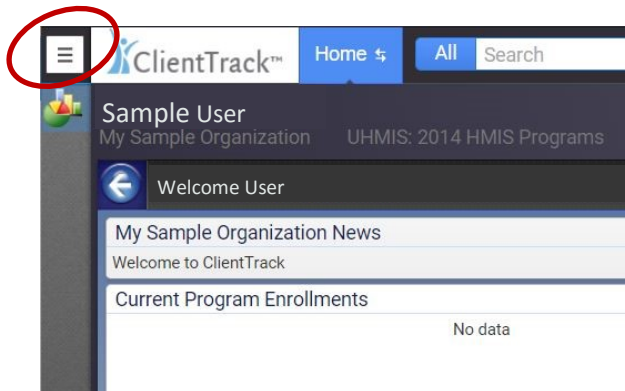 ClientTrack™ Home ⇆ All Search
Sample User
My Sample Organization UHMIS: 2014 HMIS Programs
Welcome User
My Sample Organization News
Welcome to ClientTrack
Current Program Enrollments
No data